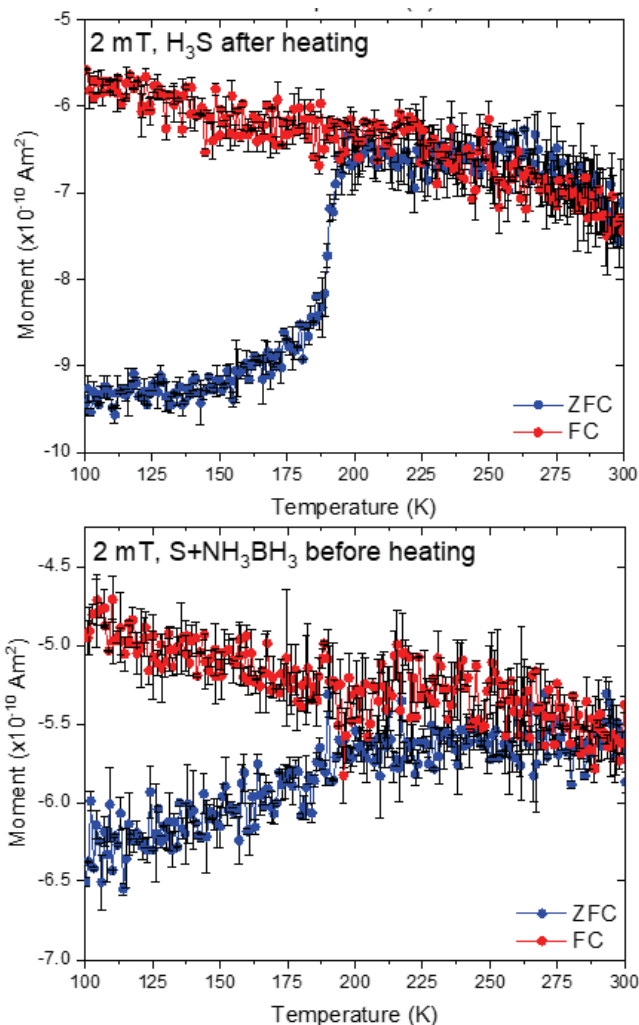 2 mT, H₃S after heating
-5
-6
-7
-8
-9
-10
Moment (x10⁻¹⁰ Am²)
ZFC
FC
100 125 150 175 200 225 250 275 300
Temperature (K)
2 mT, S+NH₃BH₃ before heating
-4.5
-5.0
-5.5
-6.0
-6.5
-7.0
Moment (x10⁻¹⁰ Am²)
ZFC
FC
100 125 150 175 200 225 250 275 300
Temperature (K)